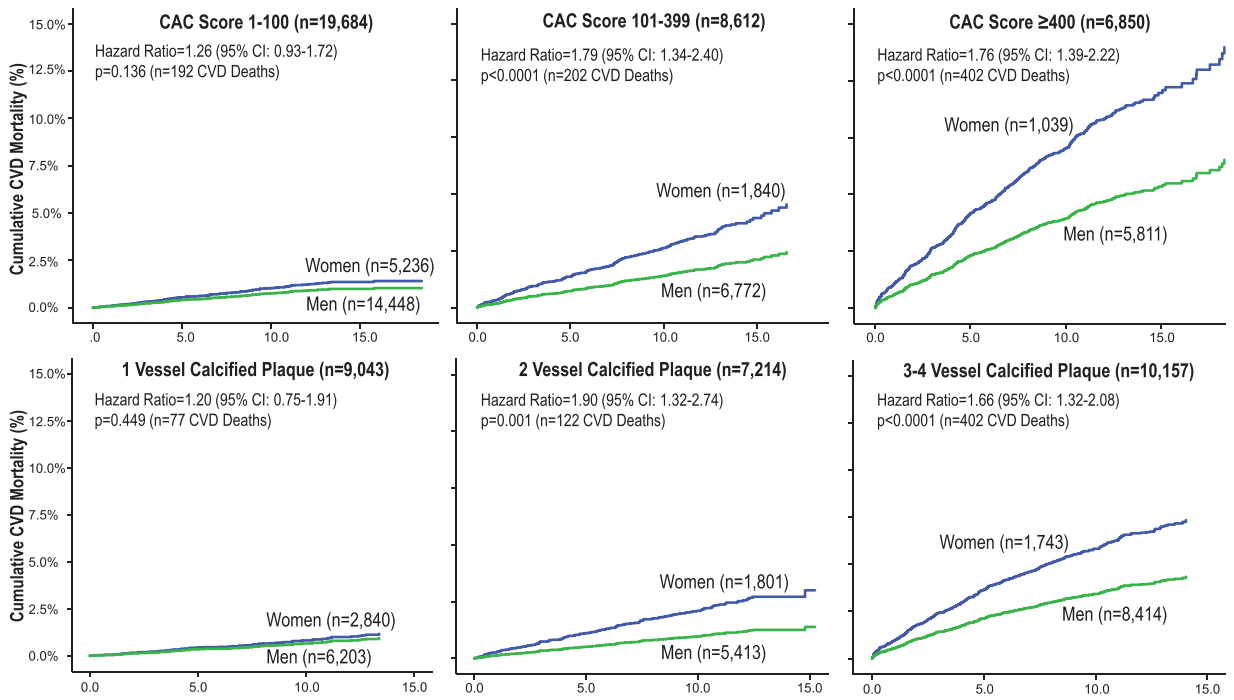 CAC Score 1-100 (n=19,684)
Hazard Ratio=1.26 (95% CI: 0.93-1.72)
p=0.136 (n=192 CVD Deaths)
Cumulative CVD Mortality (%)
15.0%
12.5%
10.0%
7.5%
5.0%
2.5%
0.0%
Women (n=5,236)
Men (n=14,448)
.0 5.0 10.0 15.0
CAC Score 101-399 (n=8,612)
Hazard Ratio=1.79 (95% CI: 1.34-2.40)
p<0.0001 (n=202 CVD Deaths)
Women (n=1,840)
Men (n=6,772)
0.0 5.0 10.0 15.0
CAC Score ≥400 (n=6,850)
Hazard Ratio=1.76 (95% CI: 1.39-2.22)
p<0.0001 (n=402 CVD Deaths)
Women (n=1,039)
Men (n=5,811)
0.0 5.0 10.0 15.0
1 Vessel Calcified Plaque (n=9,043)
Hazard Ratio=1.20 (95% CI: 0.75-1.91)
p=0.449 (n=77 CVD Deaths)
Cumulative CVD Mortality (%)
15.0%
12.5%
10.0%
7.5%
5.0%
2.5%
0.0%
Women (n=2,840)
Men (n=6,203)
0.0 5.0 10.0 15.0
2 Vessel Calcified Plaque (n=7,214)
Hazard Ratio=1.90 (95% CI: 1.32-2.74)
p=0.001 (n=122 CVD Deaths)
Women (n=1,801)
Men (n=5,413)
0.0 5.0 10.0 15.0
3-4 Vessel Calcified Plaque (n=10,157)
Hazard Ratio=1.66 (95% CI: 1.32-2.08)
p<0.0001 (n=402 CVD Deaths)
Women (n=1,743)
Men (n=8,414)
0.0 5.0 10.0 15.0